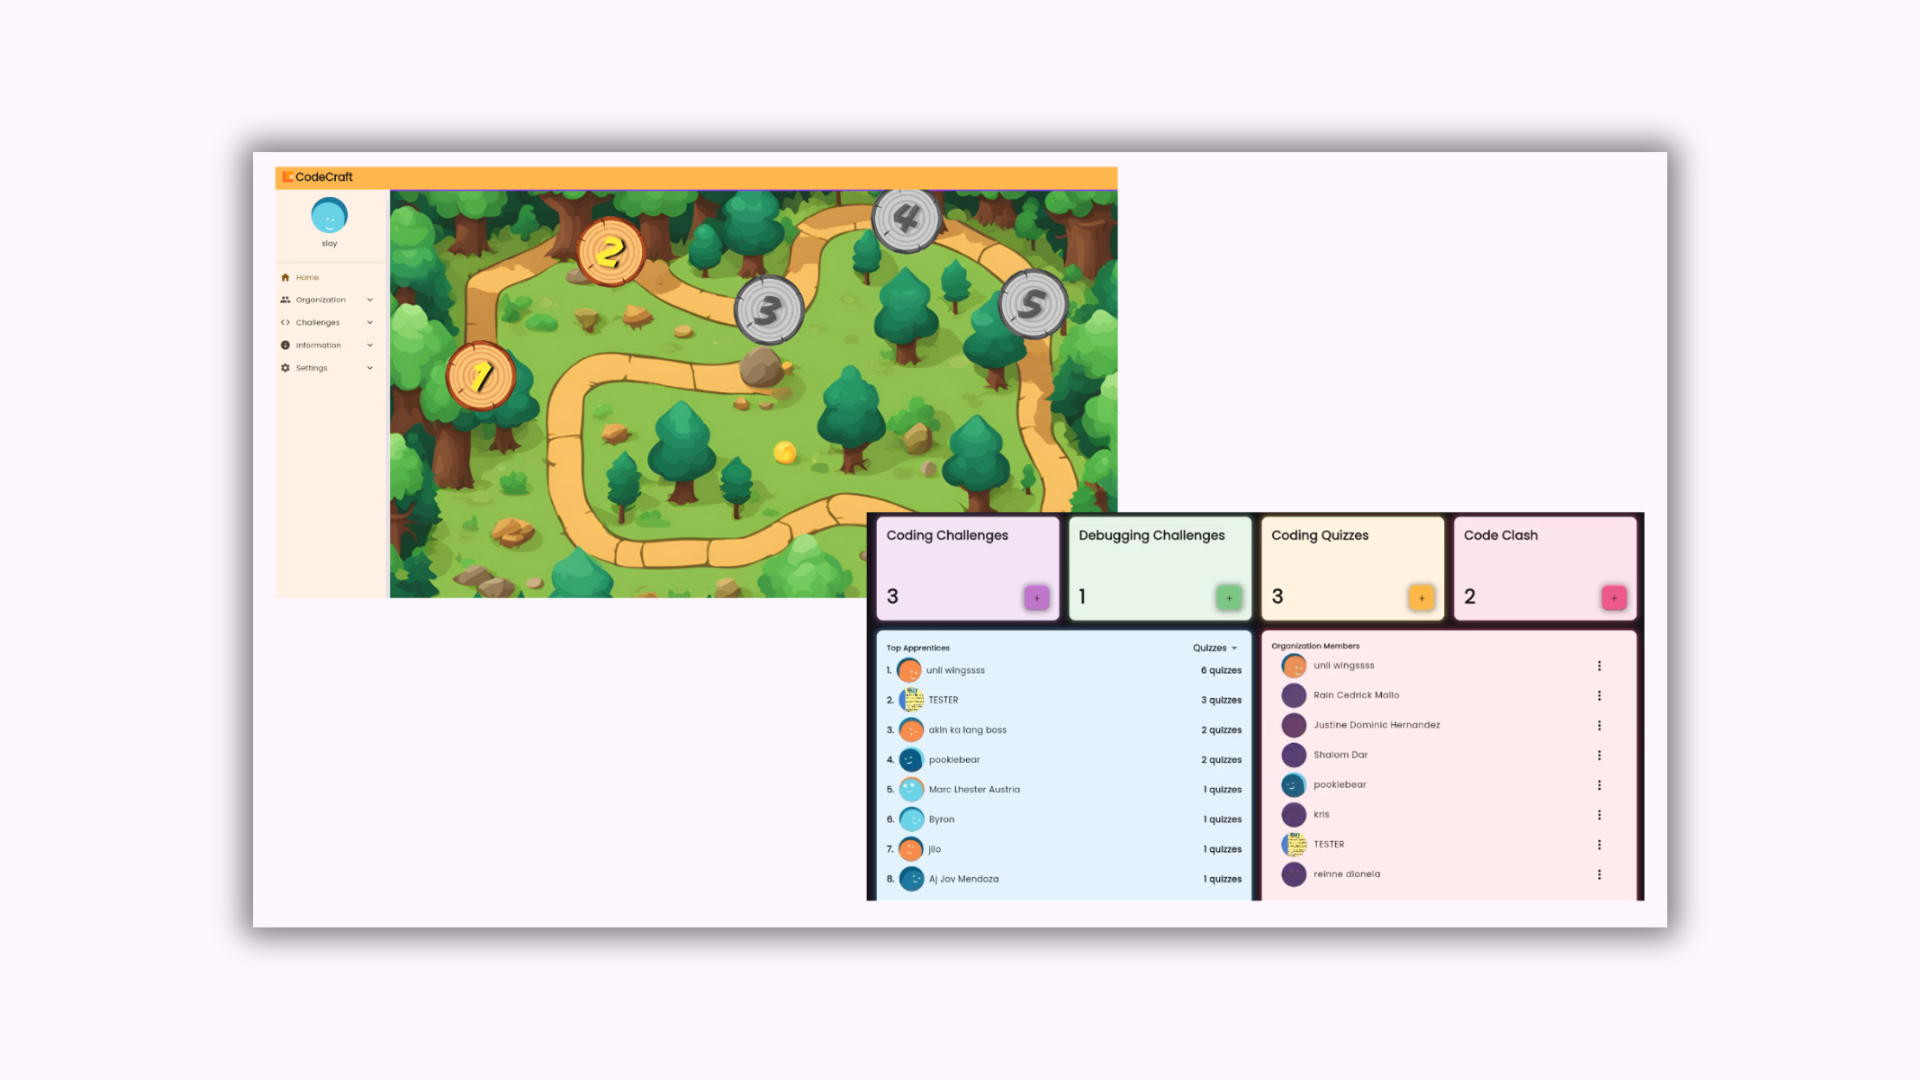 CodeCraft
slay
Home
Organization
Challenges
Information
Settings
1
2
3
4
5
Coding Challenges
3
+
Debugging Challenges
1
+
Coding Quizzes
3
+
Code Clash
2
+
Top Apprentices
Quizzes
1. unli wingssss 6 quizzes
2. TESTER 3 quizzes
3. akin ka lang boss 2 quizzes
4. pookiebear 2 quizzes
5. Marc Lhester Austria 1 quizzes
6. Byron 1 quizzes
7. jilo 1 quizzes
8. Aj Jov Mendoza 1 quizzes
Organization Members
unli wingssss
Rain Cedrick Mallo
Justine Dominic Hernandez
Shalom Dar
pookiebear
kris
TESTER
reinne dionela